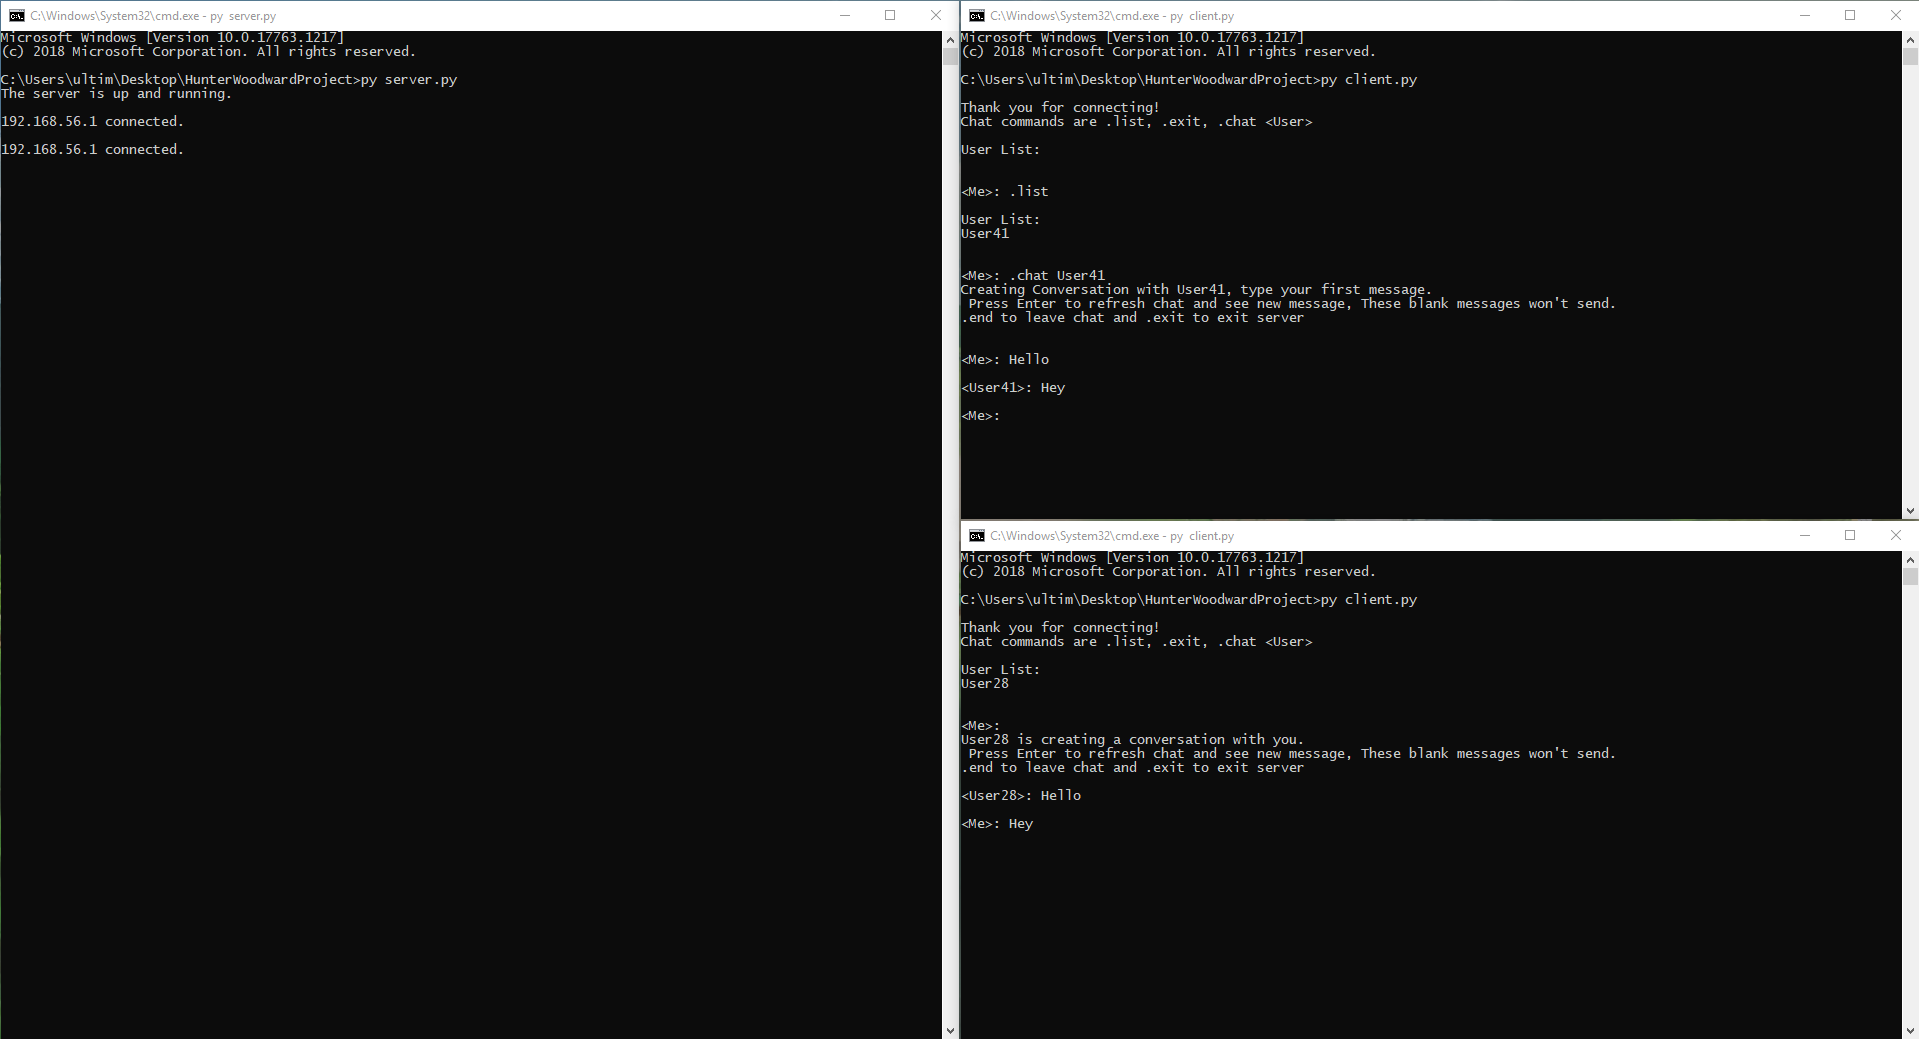 C:\Windows\System32\cmd.exe - py  server.py
Microsoft Windows [Version 10.0.17763.1217]
(c) 2018 Microsoft Corporation. All rights reserved.
C:\Users\ultim\Desktop\HunterWoodwardProject>py server.py
The server is up and running.
192.168.56.1 connected.
192.168.56.1 connected.
C:\Windows\System32\cmd.exe - py  client.py
Microsoft Windows [Version 10.0.17763.1217]
(c) 2018 Microsoft Corporation. All rights reserved.
C:\Users\ultim\Desktop\HunterWoodwardProject>py client.py
Thank you for connecting!
Chat commands are .list, .exit, .chat <User>
User List:
<Me>: .list
User List:
User41
<Me>: .chat User41
Creating Conversation with User41, type your first message.
 Press Enter to refresh chat and see new message, These blank messages won't send.
.end to leave chat and .exit to exit server
<Me>: Hello
<User41>: Hey
<Me>:
C:\Windows\System32\cmd.exe - py  client.py
Microsoft Windows [Version 10.0.17763.1217]
(c) 2018 Microsoft Corporation. All rights reserved.
C:\Users\ultim\Desktop\HunterWoodwardProject>py client.py
Thank you for connecting!
Chat commands are .list, .exit, .chat <User>
User List:
User28
<Me>:
User28 is creating a conversation with you.
 Press Enter to refresh chat and see new message, These blank messages won't send.
.end to leave chat and .exit to exit server
<User28>: Hello
<Me>: Hey